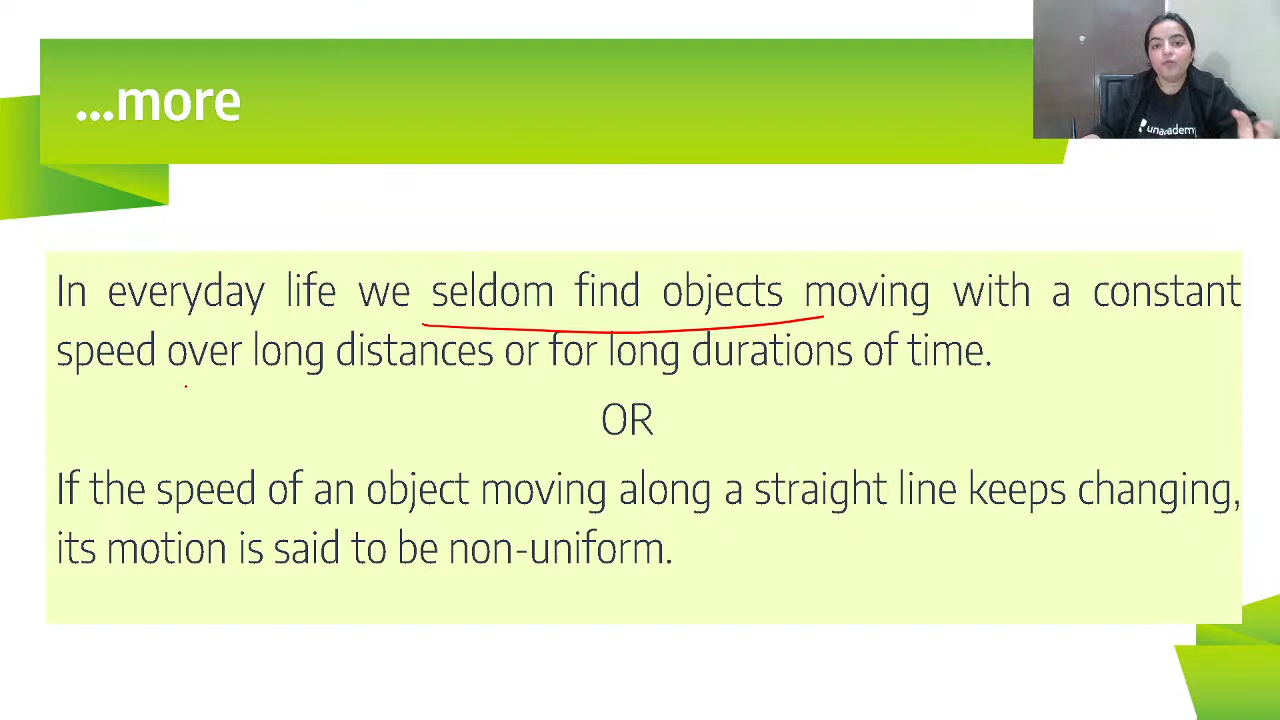 ...more
unacademy
In everyday life we seldom find objects moving with a constant
speed over long distances or for long durations of time.
OR
If the speed of an object moving along a straight line keeps changing,
its motion is said to be non-uniform.